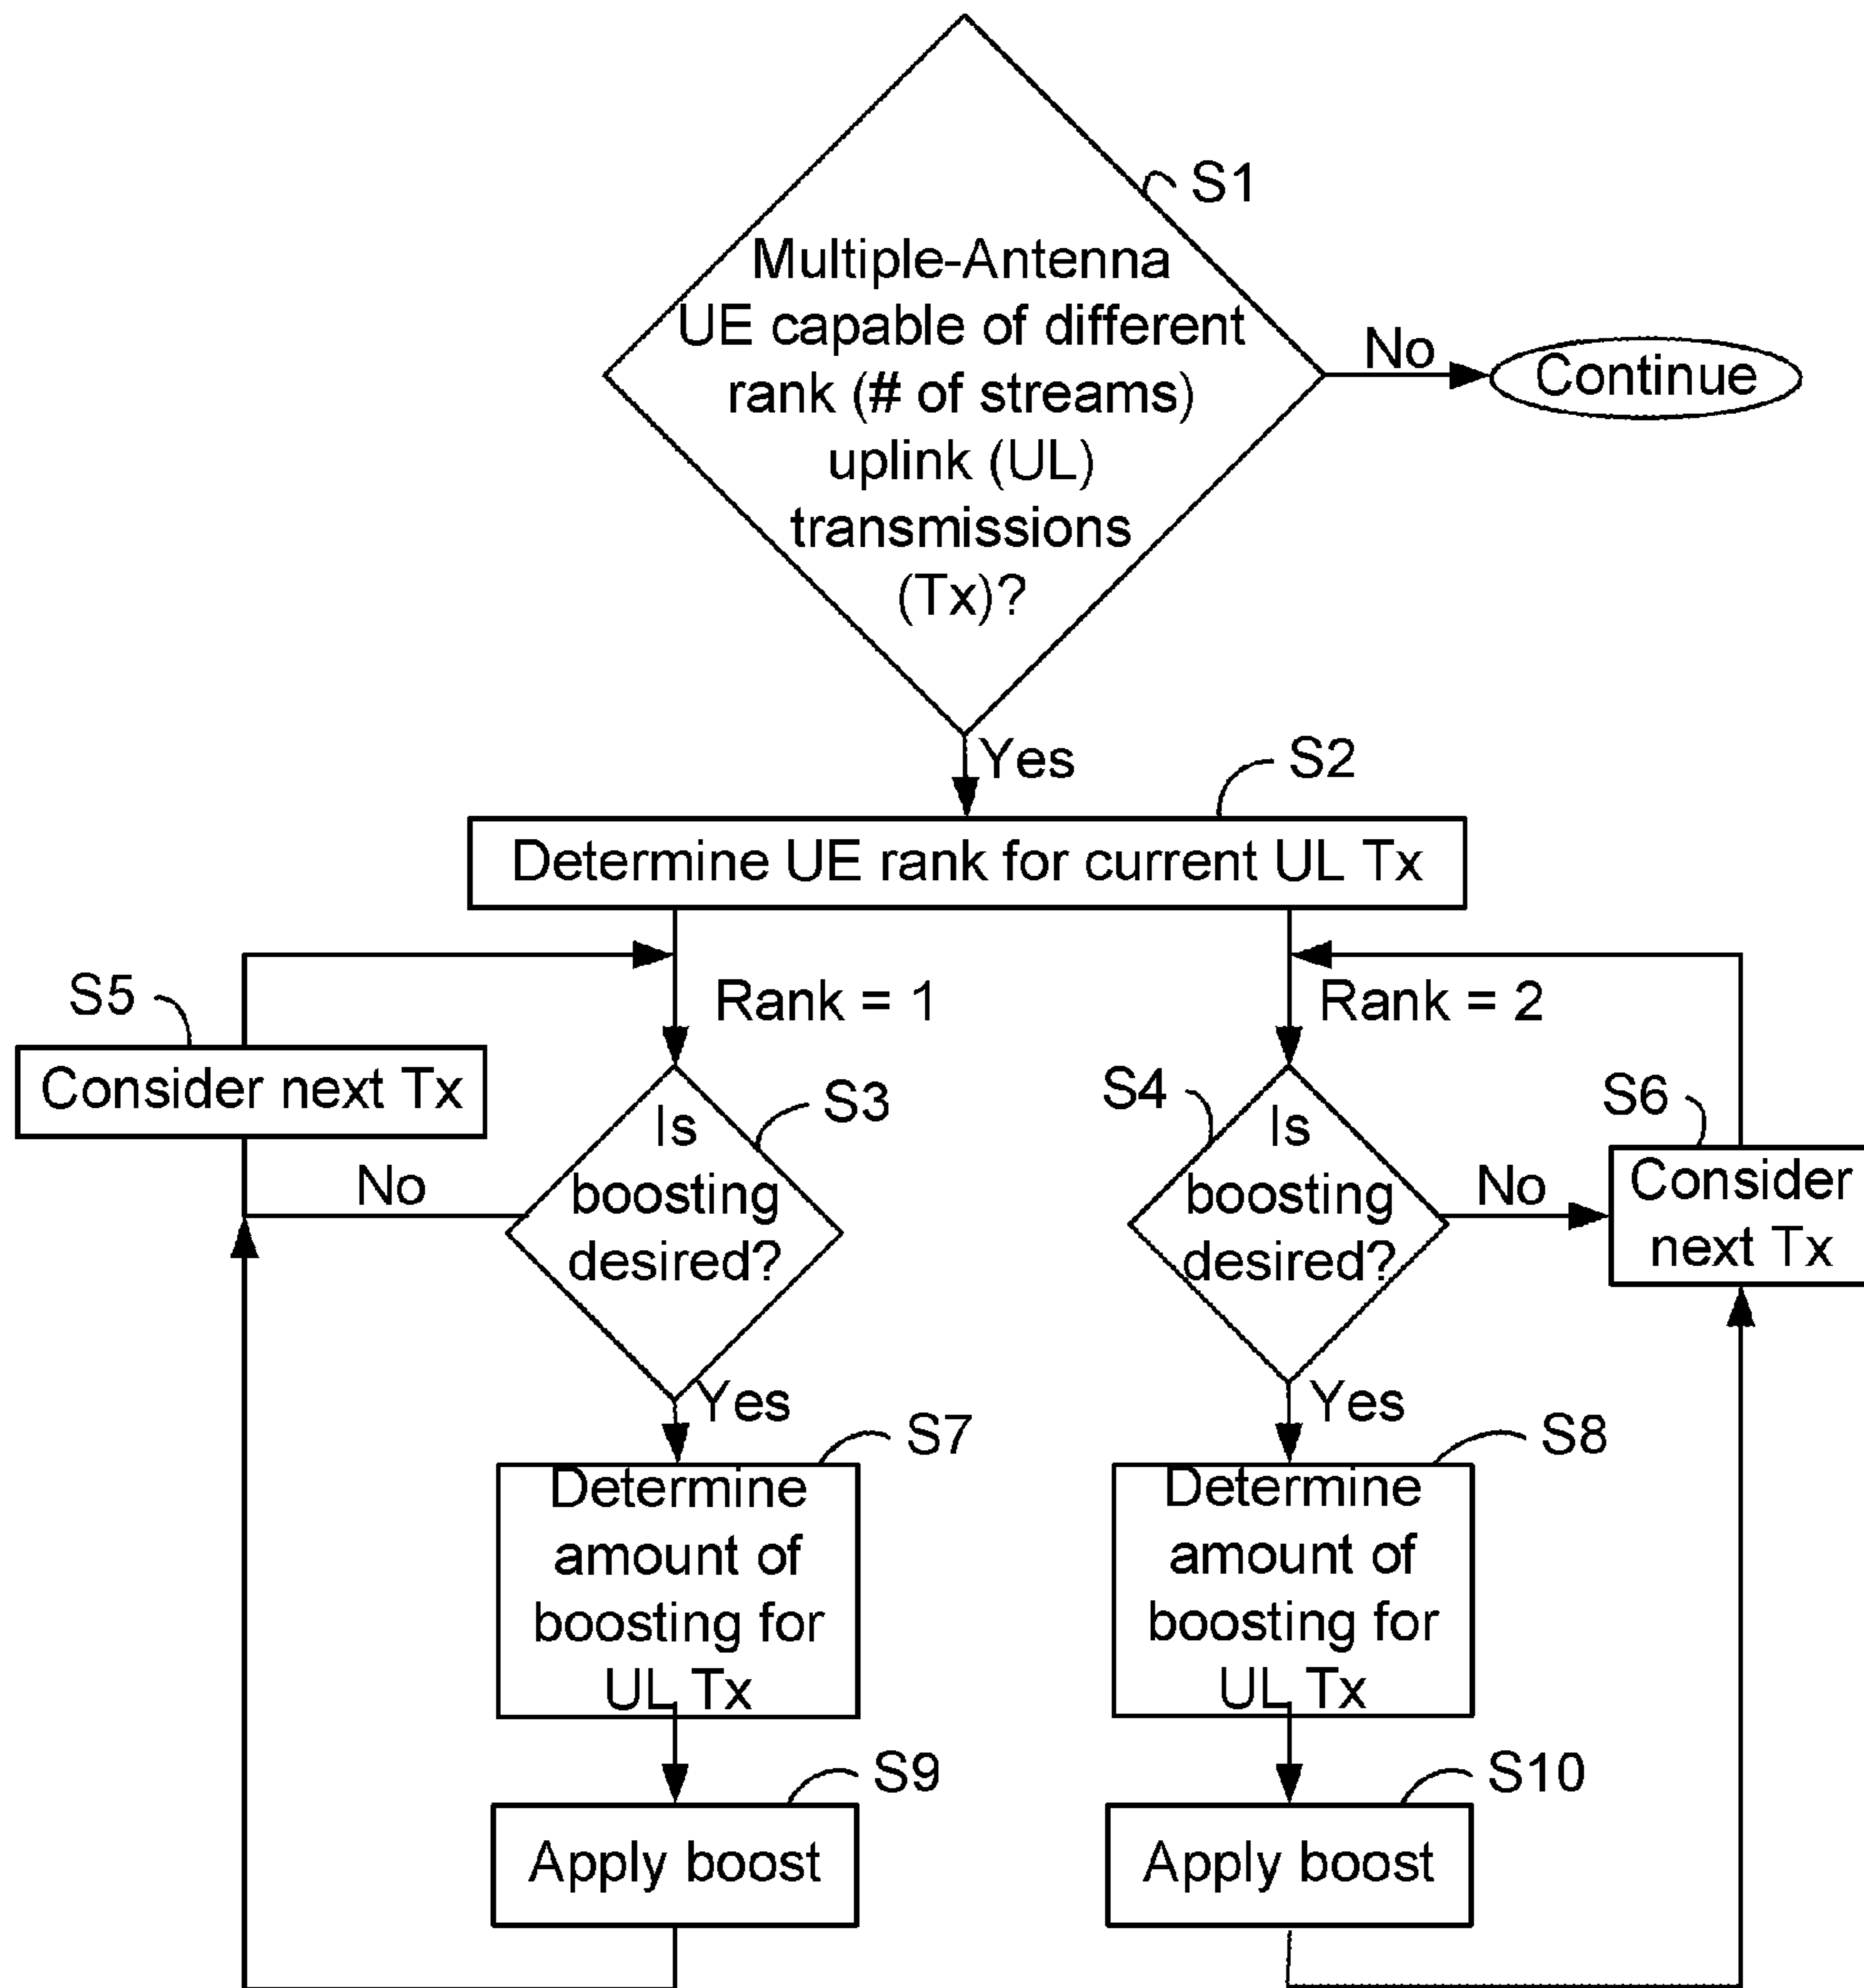 S1
Multiple-Antenna
UE capable of different
rank (# of streams)
uplink (UL)
transmissions
(Tx)?
No
Continue
Yes
S2
Determine UE rank for current UL Tx
S5
Rank = 1
Rank = 2
Consider next Tx
S3
S4
S6
Is
boosting
desired?
No
Is
boosting
desired?
No
Consider
next Tx
Yes
Yes
S7
S8
Determine
amount of
boosting for
UL Tx
Determine
amount of
boosting for
UL Tx
S9
S10
Apply boost
Apply boost